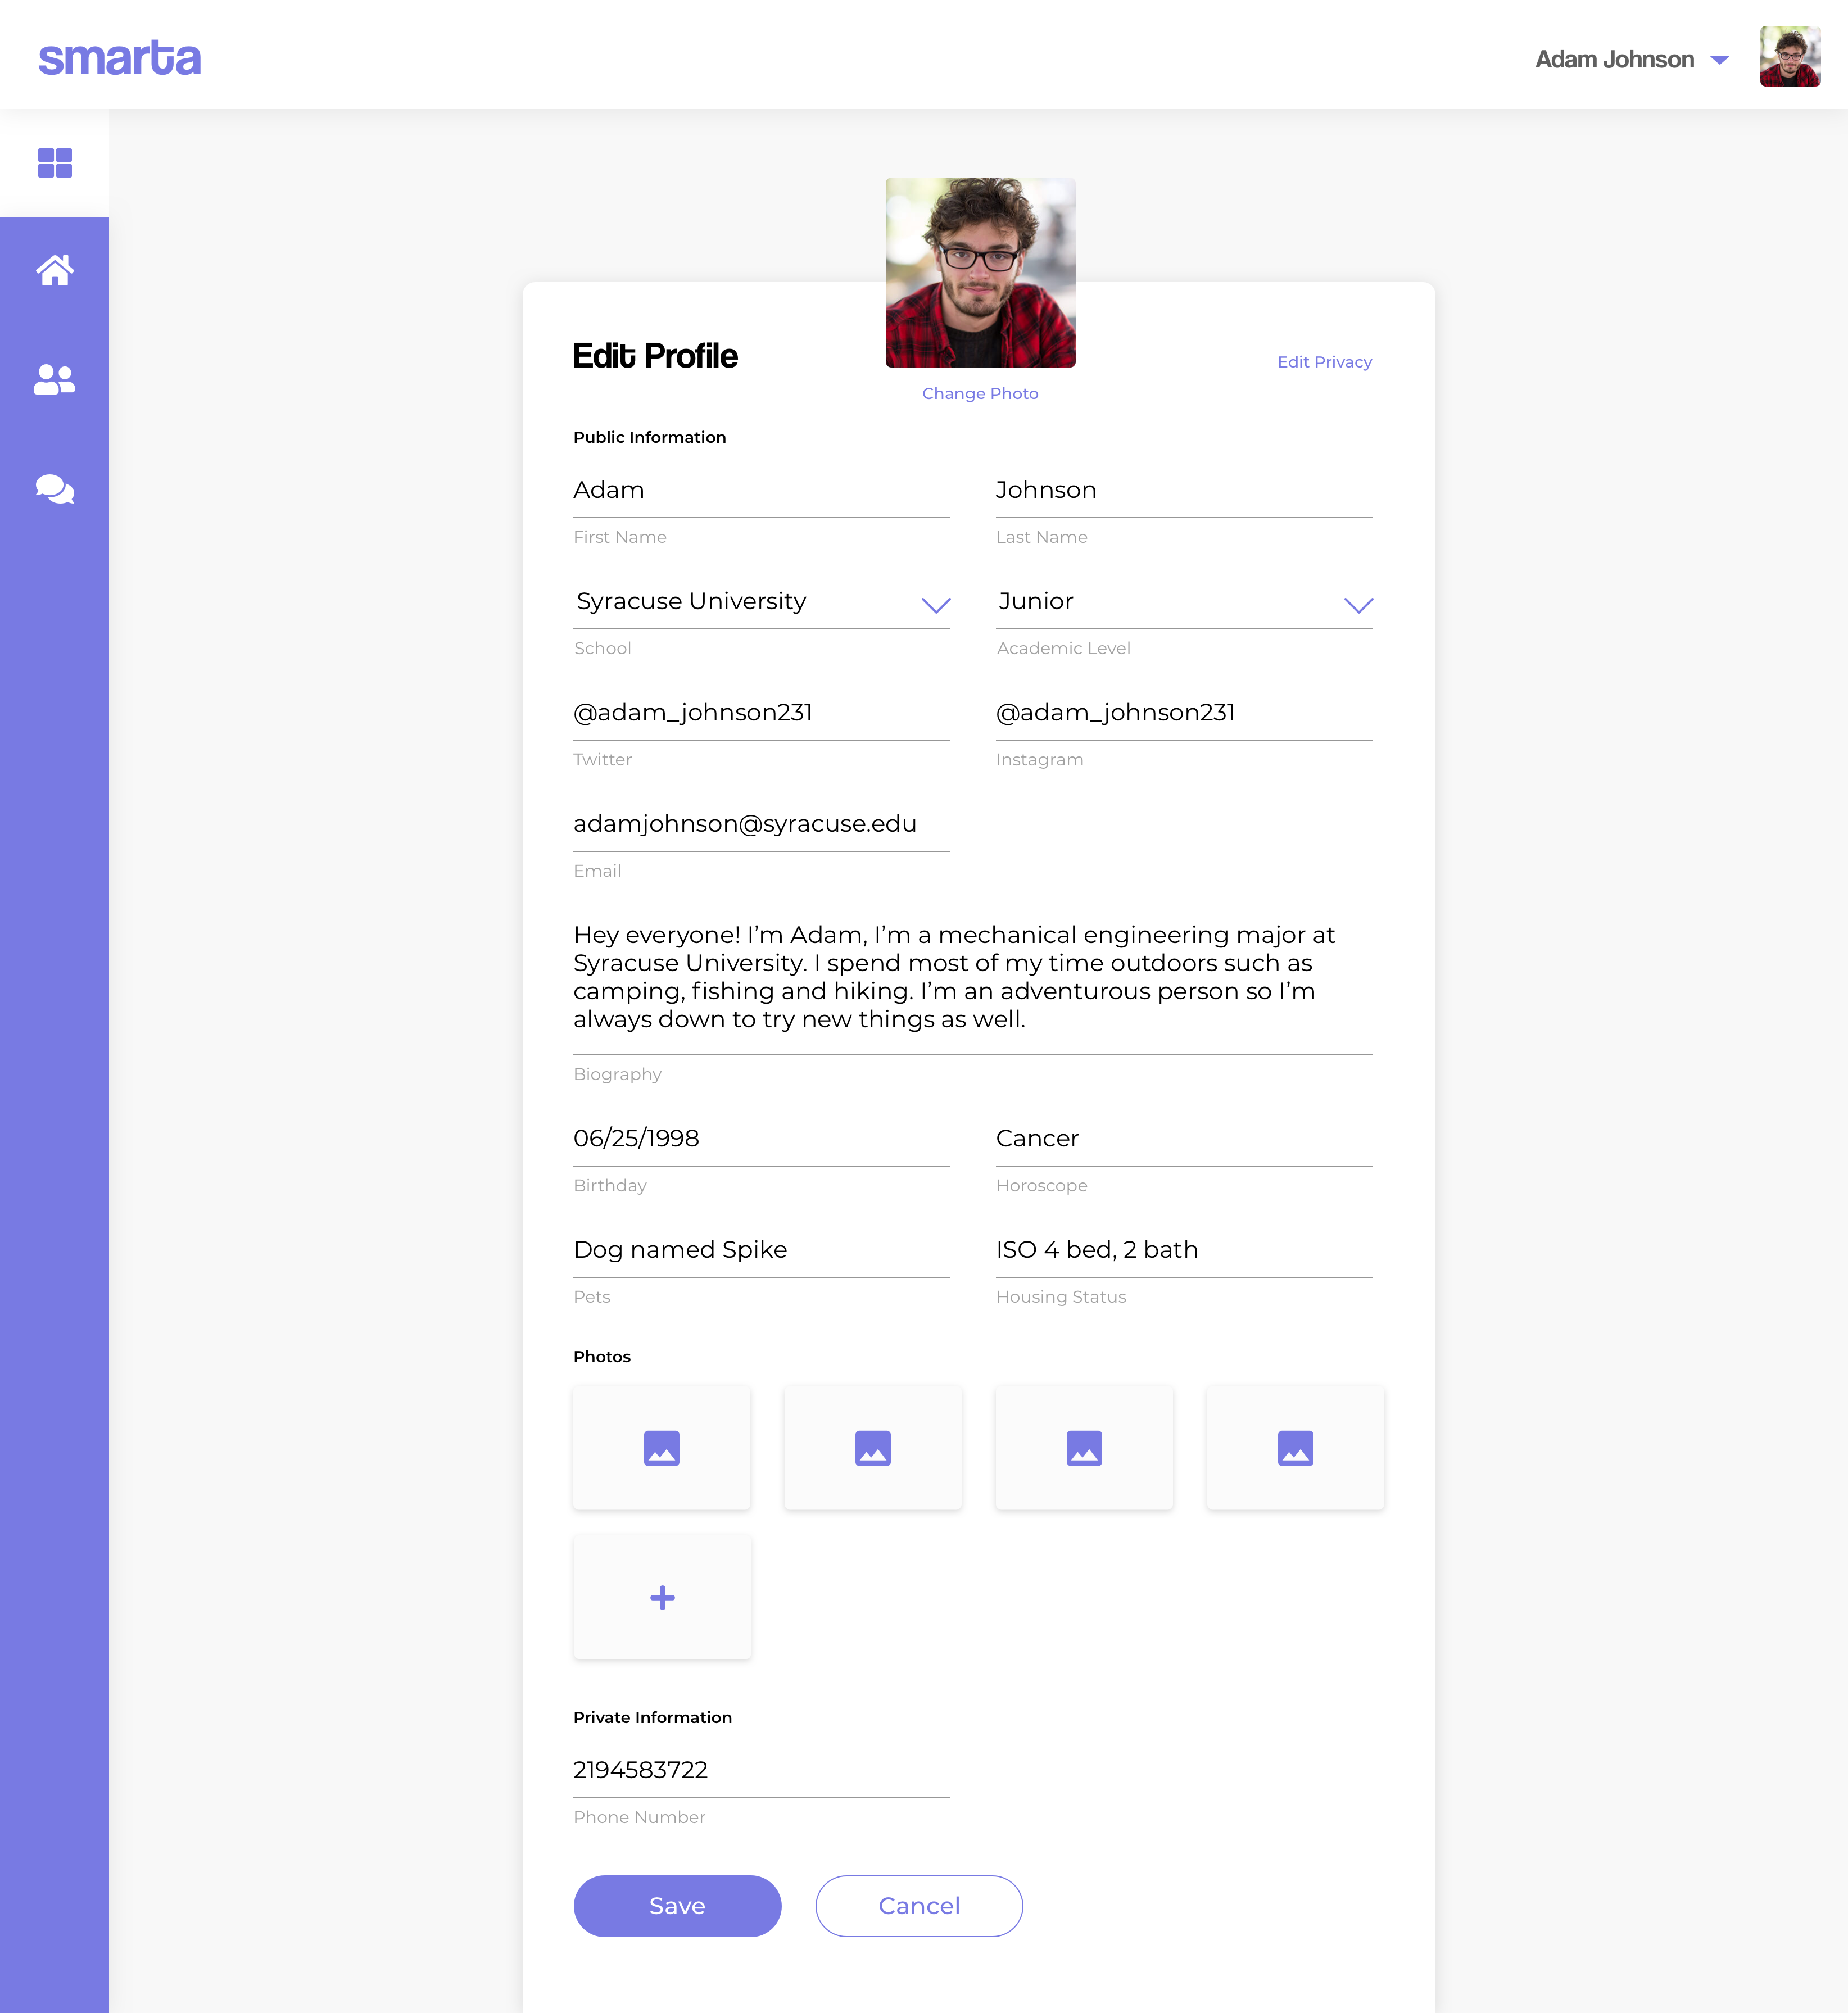 smarta
Adam Johnson
Edit Profile
Edit Privacy
Change Photo
Public Information
Adam
First Name
Johnson
Last Name
Syracuse University
School
Junior
Academic Level
@adam_johnson231
Twitter
@adam_johnson231
Instagram
adamjohnson@syracuse.edu
Email
Hey everyone! I’m Adam, I’m a mechanical engineering major at
Syracuse University. I spend most of my time outdoors such as
camping, fishing and hiking. I’m an adventurous person so I’m
always down to try new things as well.
Biography
06/25/1998
Birthday
Cancer
Horoscope
Dog named Spike
Pets
ISO 4 bed, 2 bath
Housing Status
Photos
Private Information
2194583722
Phone Number
Save
Cancel